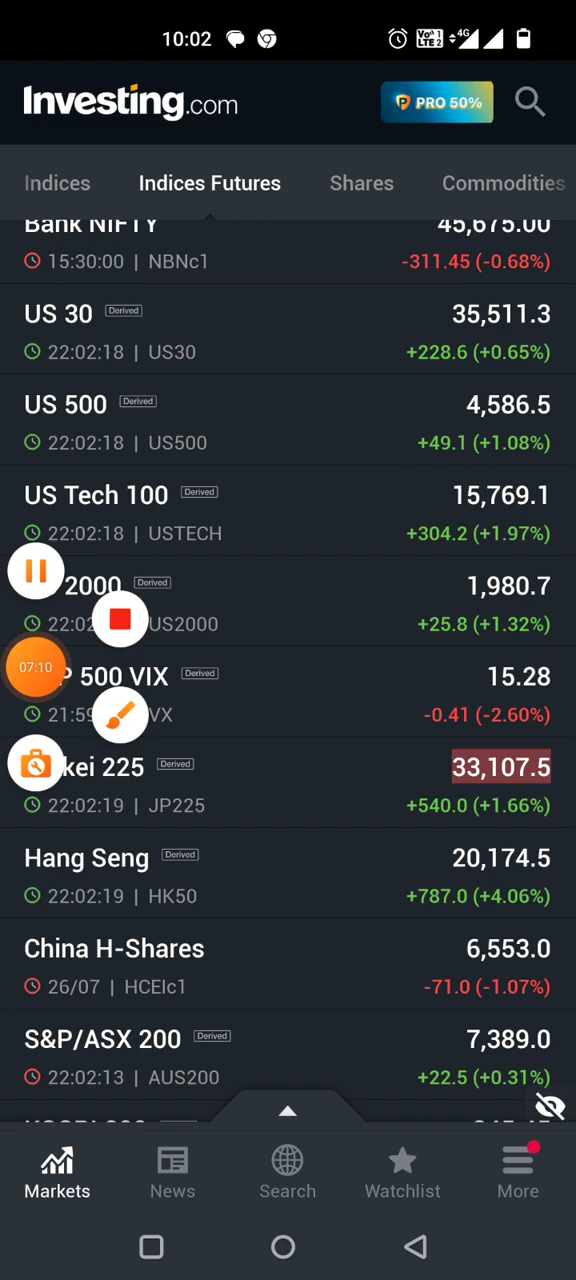 10:02
Vo 1 LTE 2 4G
Investing.com
PRO 50%
Indices Indices Futures Shares Commodities
Bank NIFTY 45,675.00
15:30:00 | NBNc1 -311.45 (-0.68%)
US 30 Derived 35,511.3
22:02:18 | US30 +228.6 (+0.65%)
US 500 Derived 4,586.5
22:02:18 | US500 +49.1 (+1.08%)
US Tech 100 Derived 15,769.1
22:02:18 | USTECH +304.2 (+1.97%)
2000 Derived 1,980.7
US2000 +25.8 (+1.32%)
07:10
P 500 VIX Derived 15.28
VX -0.41 (-2.60%)
kei 225 Derived 33,107.5
22:02:19 | JP225 +540.0 (+1.66%)
Hang Seng Derived 20,174.5
22:02:19 | HK50 +787.0 (+4.06%)
China H-Shares 6,553.0
26/07 | HCEIc1 -71.0 (-1.07%)
S&P/ASX 200 Derived 7,389.0
22:02:13 | AUS200 +22.5 (+0.31%)
Markets News Search Watchlist More